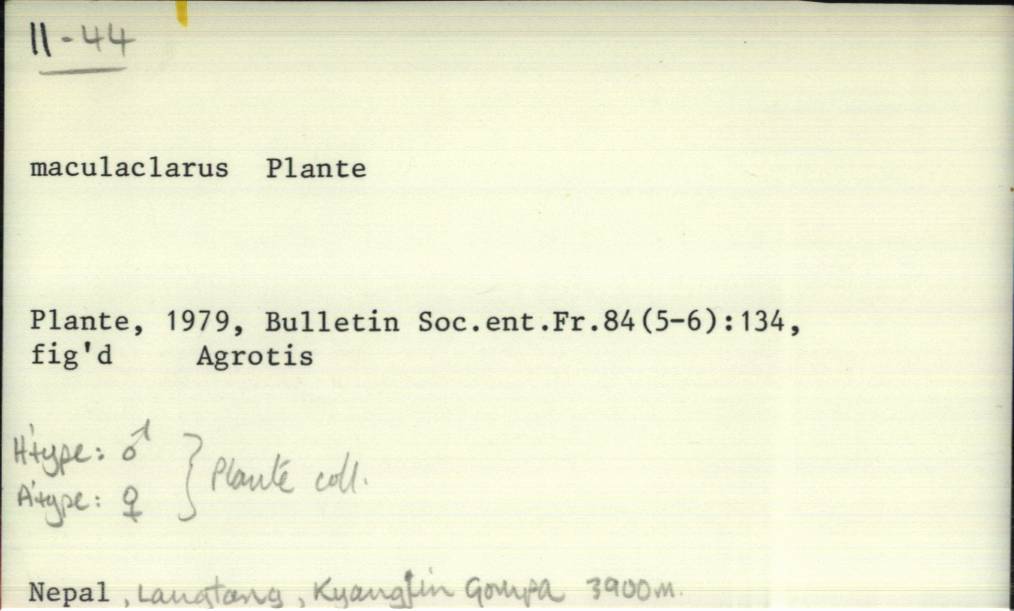 11-44
maculaclarus Plante
Plante, 1979, Bulletin Soc.ent.Fr.84(5-6):134,
fig'd Agrotis
H'type: ♂
A'type: ♀
} Plante coll.
Nepal, Langtang, Kyangjin Gompa 3900m.